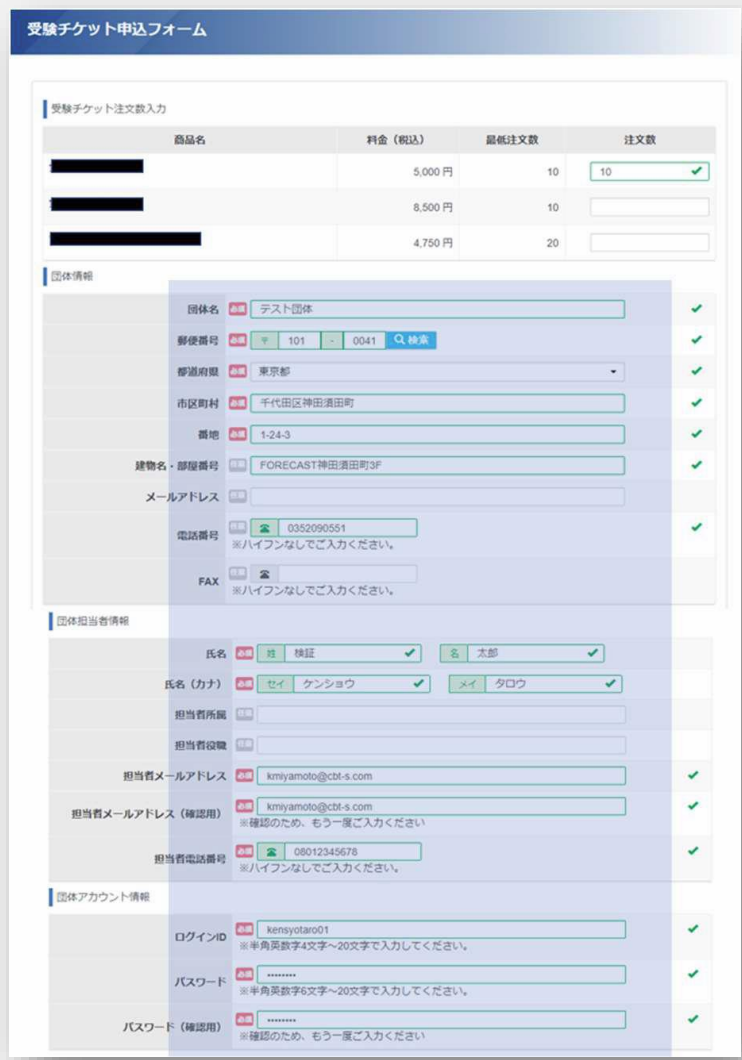 受験チケット申込フォーム
受験チケット注文数入力
商品名 料金（税込） 最低注文数 注文数
5,000 円 10 10
8,500 円 10
4,750 円 20
団体情報
団体名 必須 テスト団体
郵便番号 必須 〒 101 - 0041 検索
都道府県 必須 東京都
市区町村 必須 千代田区神田須田町
番地 必須 1-24-3
建物名・部屋番号 任意 FORECAST神田須田町3F
メールアドレス 任意
電話番号 任意 0352090551
※ハイフンなしでご入力ください。
FAX 任意
※ハイフンなしでご入力ください。
団体担当者情報
氏名 必須 姓 検証 名 太郎
氏名（カナ） 必須 セイ ケンショウ メイ タロウ
担当者所属 任意
担当者役職 任意
担当者メールアドレス 必須 kmiyamoto@cbt-s.com
担当者メールアドレス（確認用） 必須 kmiyamoto@cbt-s.com
※確認のため、もう一度ご入力ください
担当者電話番号 必須 08012345678
※ハイフンなしでご入力ください。
団体アカウント情報
ログインID 必須 kensyotaro01
※半角英数字4文字～20文字で入力してください。
パスワード 必須 ········
※半角英数字6文字～20文字で入力してください。
パスワード（確認用） 必須 ········
※確認のため、もう一度ご入力ください